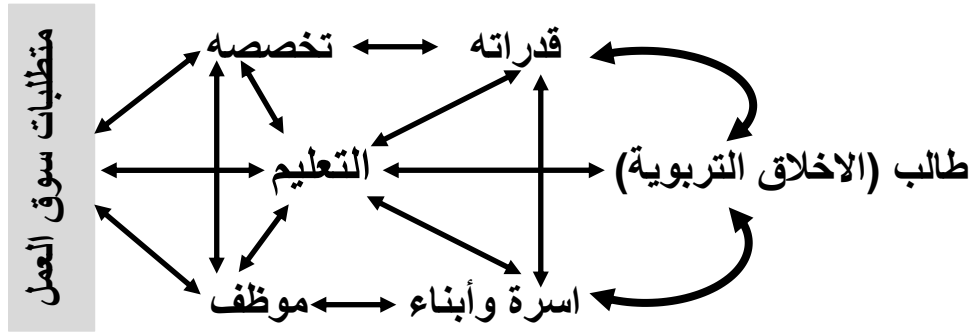 قدراته
تخصصه
متطلبات سوق العمل
طالب (الاخلاق التربوية)
التعليم
اسرة وأبناء
موظف